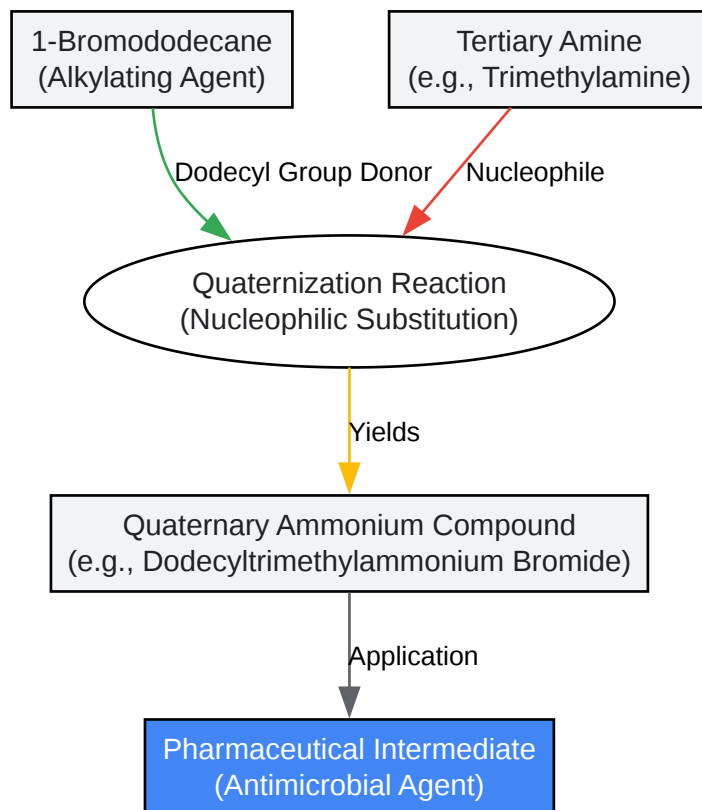 1-Bromododecane
(Alkylating Agent)
Tertiary Amine
(e.g., Trimethylamine)
Dodecyl Group Donor
Nucleophile
Quaternization Reaction
(Nucleophilic Substitution)
Yields
Quaternary Ammonium Compound
(e.g., Dodecyltrimethylammonium Bromide)
Application
Pharmaceutical Intermediate
(Antimicrobial Agent)